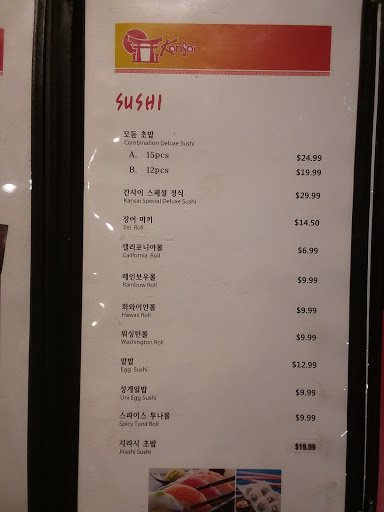 Kansai
SUSHI
모듬 초밥
Combination Deluxe Sushi
A. 15pcs $24.99
B. 12pcs $19.99
간사이 스페셜 정식 $29.99
Kansai Special Deluxe Sushi
장어 마끼 $14.50
Eel Roll
캘리포니아롤 $6.99
California Roll
레인보우롤 $9.99
Rainbow Roll
화와이안롤 $9.99
Hawaii Roll
워싱턴롤 $9.99
Washington Roll
알밥 $12.99
Egg Sushi
성게알밥 $9.99
Uni Egg Sushi
스파이스 투나롤 $9.99
Spicy Tuna Roll
지라시 초밥 $19.99
Jirashi Sushi